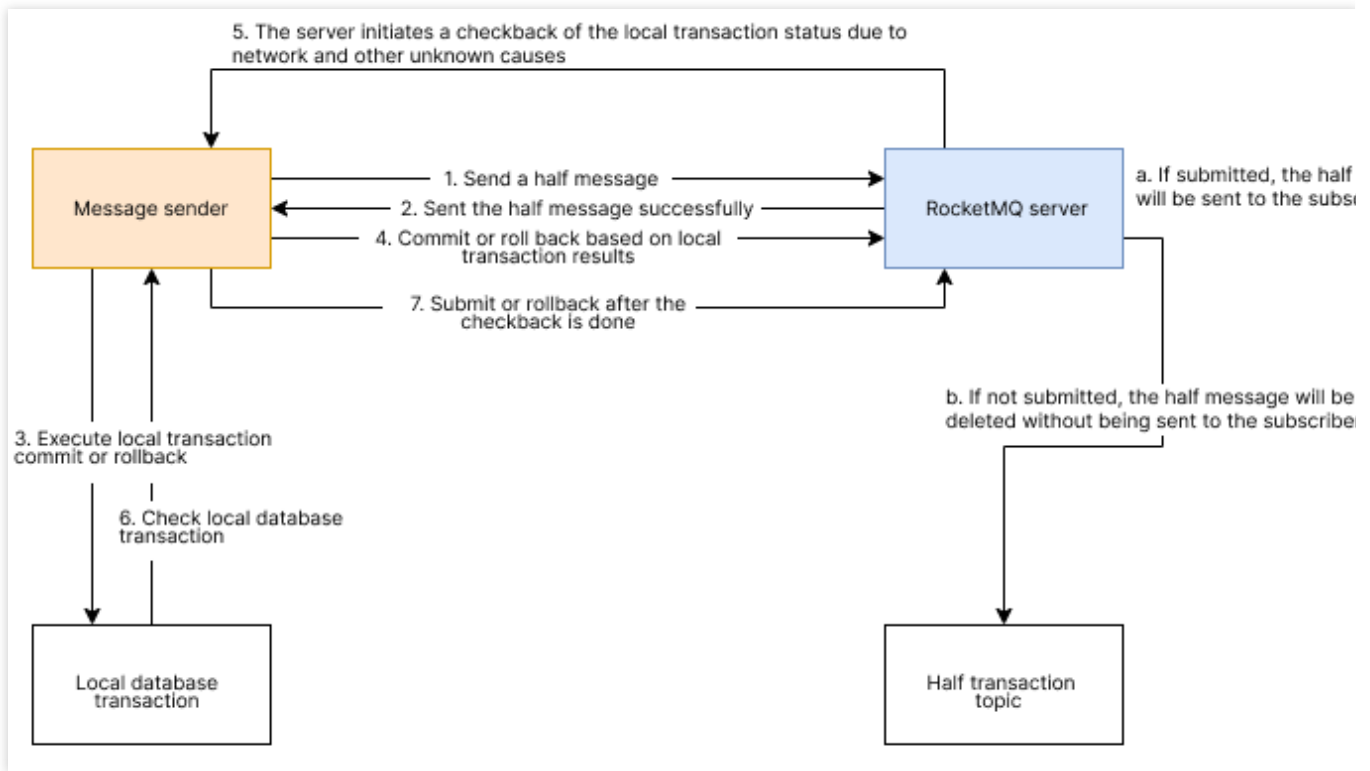 5. The server initiates a checkback of the local transaction status due to
network and other unknown causes
Message sender
1. Send a half message
2. Sent the half message successfully
4. Commit or roll back based on local
transaction results
7. Submit or rollback after the
checkback is done
RocketMQ server
a. If submitted, the half
will be sent to the
b. If not submitted, the half message will be
deleted without being sent to the
3. Execute local transaction
commit or rollback
6. Check local database
transaction
Local database
transaction
Half transaction
topic